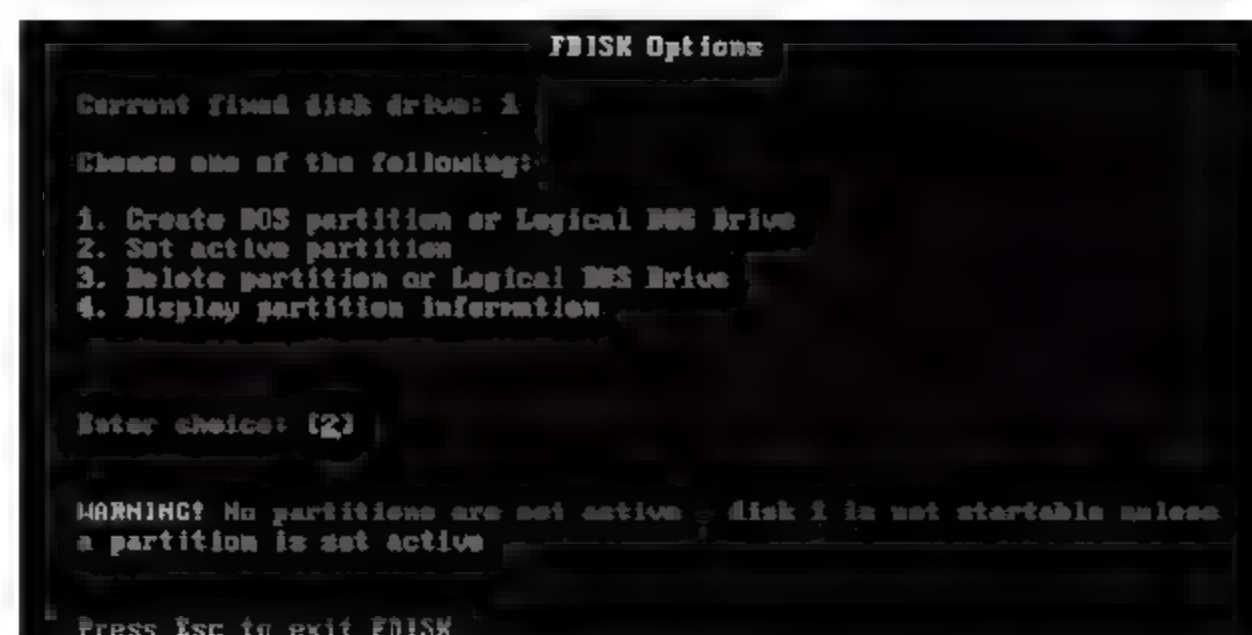 FDISK Options
Current fixed disk drive: 1
Choose one of the following:
1. Create DOS partition or Logical DOS Drive
2. Set active partition
3. Delete partition or Logical DOS Drive
4. Display partition information
Enter choice: [2]
WARNING! No partitions are set active - disk 1 is not startable unless
a partition is set active
Press Esc to exit FDISK